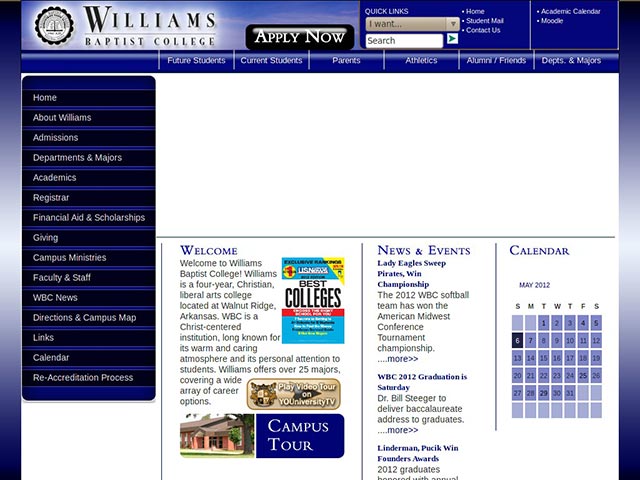 WILLIAMS
BAPTIST COLLEGE
APPLY NOW
QUICK LINKS
I want...
Search
• Home
• Student Mail
• Contact Us
• Academic Calendar
• Moodle
Future Students
Current Students
Parents
Athletics
Alumni / Friends
Depts. & Majors
Home
About Williams
Admissions
Departments & Majors
Academics
Registrar
Financial Aid & Scholarships
Giving
Campus Ministries
Faculty & Staff
WBC News
Directions & Campus Map
Links
Calendar
Re-Accreditation Process
WELCOME
Welcome to Williams
Baptist College! Williams
is a four-year, Christian,
liberal arts college
located at Walnut Ridge,
Arkansas. WBC is a
Christ-centered
institution, long known for
its warm and caring
atmosphere and its personal attention to
students. Williams offers over 25 majors,
covering a wide
array of career
options.
EXCLUSIVE RANKINGS
USNews
BEST
COLLEGES
Play Video Tour
on
YOUniversityTV
CAMPUS
TOUR
NEWS & EVENTS
Lady Eagles Sweep
Pirates, Win
Championship
The 2012 WBC softball
team has won the
American Midwest
Conference
Tournament
championship.
....more>>
WBC 2012 Graduation is
Saturday
Dr. Bill Steeger to
deliver baccalaureate
address to graduates.
....more>>
Linderman, Pucik Win
Founders Awards
2012 graduates
honored with annual
CALENDAR
MAY 2012
S M T W T F S
1 2 3 4 5
6 7 8 9 10 11 12
13 14 15 16 17 18 19
20 21 22 23 24 25 26
27 28 29 30 31